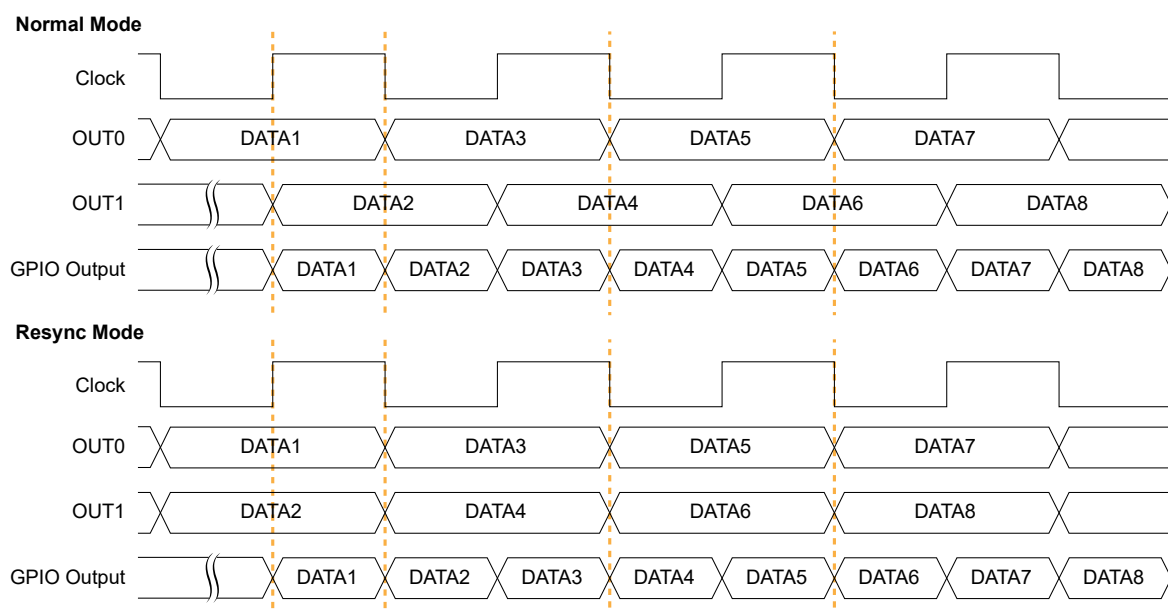 Normal Mode
Clock
OUT0 DATA1 DATA3 DATA5 DATA7
OUT1 DATA2 DATA4 DATA6 DATA8
GPIO Output DATA1 DATA2 DATA3 DATA4 DATA5 DATA6 DATA7 DATA8
Resync Mode
Clock
OUT0 DATA1 DATA3 DATA5 DATA7
OUT1 DATA2 DATA4 DATA6 DATA8
GPIO Output DATA1 DATA2 DATA3 DATA4 DATA5 DATA6 DATA7 DATA8